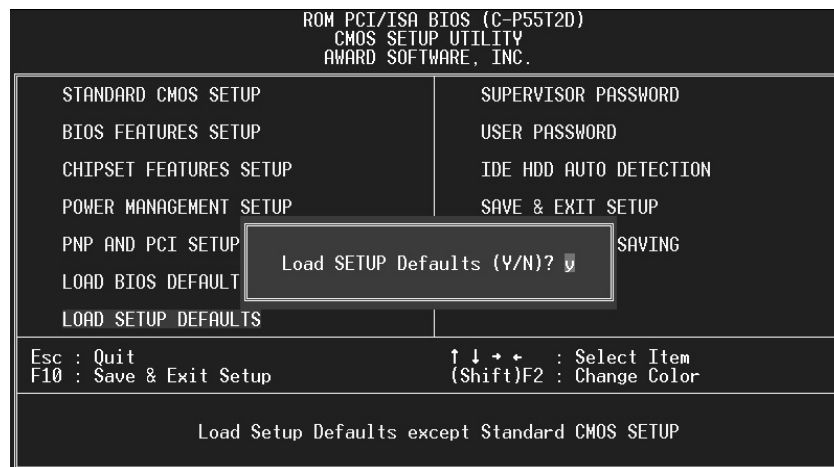 ROM PCI/ISA BIOS (C-P55T2D)
CMOS SETUP UTILITY
AWARD SOFTWARE, INC.
STANDARD CMOS SETUP
BIOS FEATURES SETUP
CHIPSET FEATURES SETUP
POWER MANAGEMENT SETUP
PNP AND PCI SETUP
LOAD BIOS DEFAULT
LOAD SETUP DEFAULTS
SUPERVISOR PASSWORD
USER PASSWORD
IDE HDD AUTO DETECTION
SAVE & EXIT SETUP
SAVING
Load SETUP Defaults (Y/N)? y
Esc : Quit
F10 : Save & Exit Setup
↑ ↓ → ← : Select Item
(Shift)F2 : Change Color
Load Setup Defaults except Standard CMOS SETUP